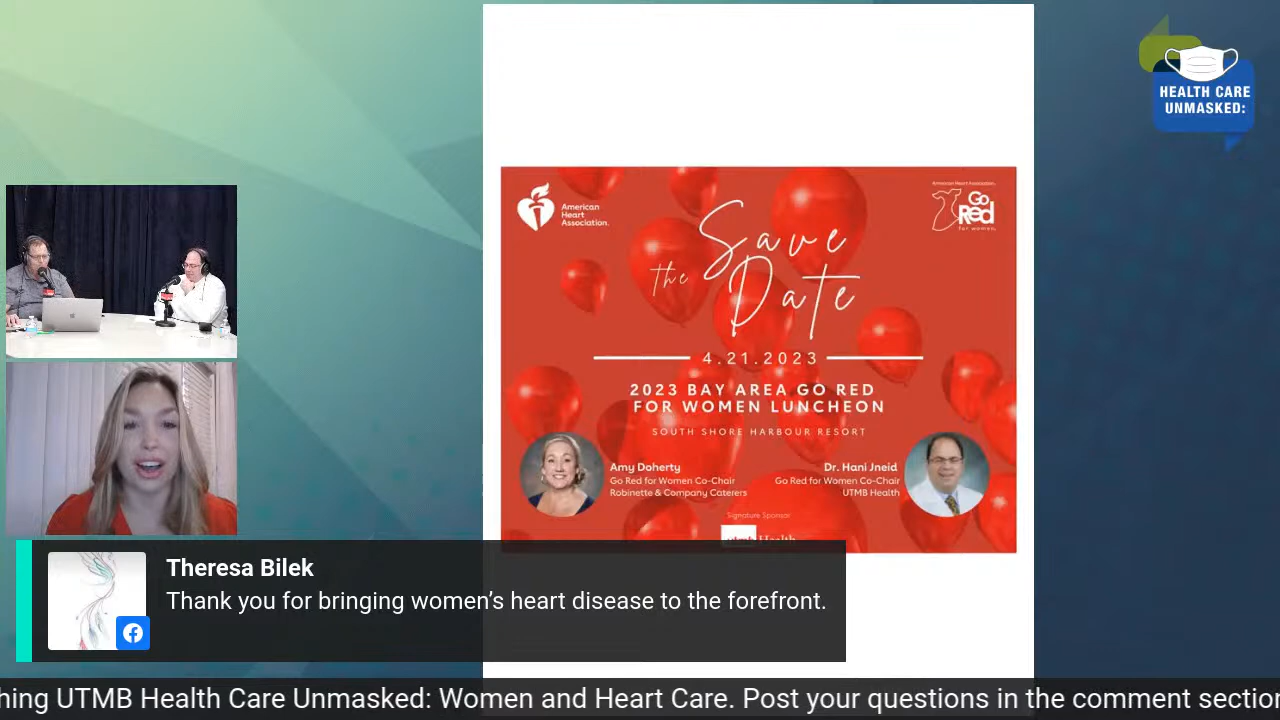 HEALTH CARE
UNMASKED:
American
Heart
Association.
American Heart Association.
Go
Red
for women.
Save
the
Date
4.21.2023
2023 BAY AREA GO RED
FOR WOMEN LUNCHEON
SOUTH SHORE HARBOUR RESORT
Amy Doherty
Go Red for Women Co-Chair
Robinette & Company Caterers
Dr. Hani Jneid
Go Red for Women Co-Chair
UTMB Health
Signature Sponsor
utmb Health
Theresa Bilek
Thank you for bringing women’s heart disease to the forefront.
hing UTMB Health Care Unmasked: Women and Heart Care. Post your questions in the comment section